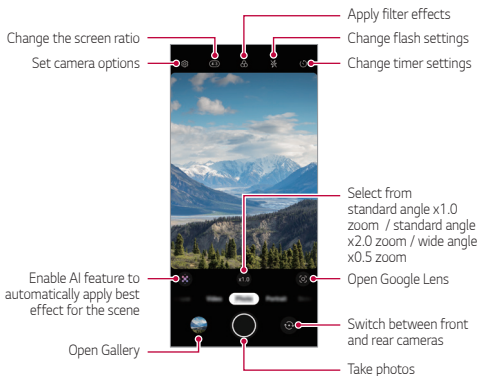 Apply filter effects
Change the screen ratio
Change flash settings
Set camera options
Change timer settings
Select from
standard angle x1.0
zoom / standard angle
x2.0 zoom / wide angle
x0.5 zoom
x1.0
Enable AI feature to
automatically apply best
effect for the scene
Open Google Lens
Video
Photo
Portrait
Switch between front
and rear cameras
Open Gallery
Take photos